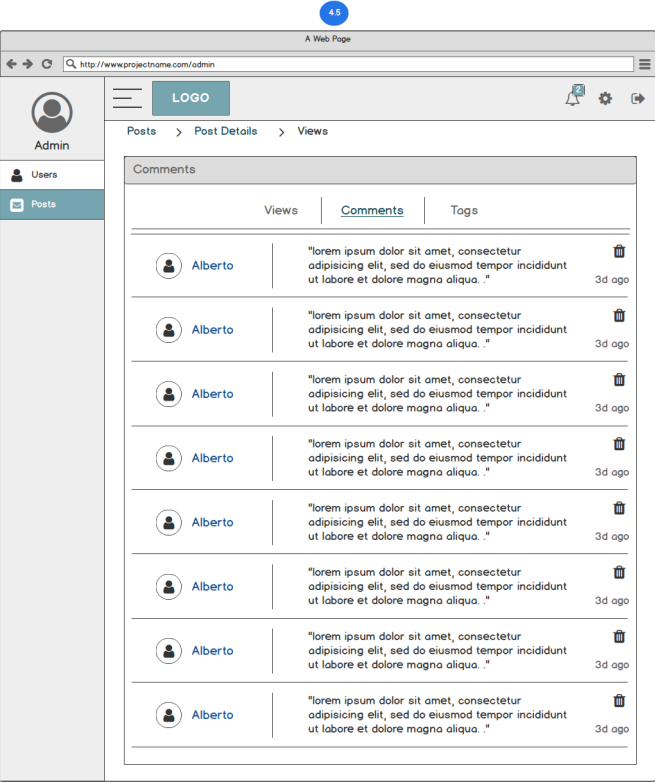 4.5
A Web Page
http://www.projectname.com/admin
LOGO
2
Admin
Users
Posts
Posts > Post Details > Views
Comments
Views Comments Tags
Alberto
"lorem ipsum dolor sit amet, consectetur
adipisicing elit, sed do eiusmod tempor incididunt
ut labore et dolore magna aliqua. ."
3d ago
Alberto
"lorem ipsum dolor sit amet, consectetur
adipisicing elit, sed do eiusmod tempor incididunt
ut labore et dolore magna aliqua. ."
3d ago
Alberto
"lorem ipsum dolor sit amet, consectetur
adipisicing elit, sed do eiusmod tempor incididunt
ut labore et dolore magna aliqua. ."
3d ago
Alberto
"lorem ipsum dolor sit amet, consectetur
adipisicing elit, sed do eiusmod tempor incididunt
ut labore et dolore magna aliqua. ."
3d ago
Alberto
"lorem ipsum dolor sit amet, consectetur
adipisicing elit, sed do eiusmod tempor incididunt
ut labore et dolore magna aliqua. ."
3d ago
Alberto
"lorem ipsum dolor sit amet, consectetur
adipisicing elit, sed do eiusmod tempor incididunt
ut labore et dolore magna aliqua. ."
3d ago
Alberto
"lorem ipsum dolor sit amet, consectetur
adipisicing elit, sed do eiusmod tempor incididunt
ut labore et dolore magna aliqua. ."
3d ago
Alberto
"lorem ipsum dolor sit amet, consectetur
adipisicing elit, sed do eiusmod tempor incididunt
ut labore et dolore magna aliqua. ."
3d ago